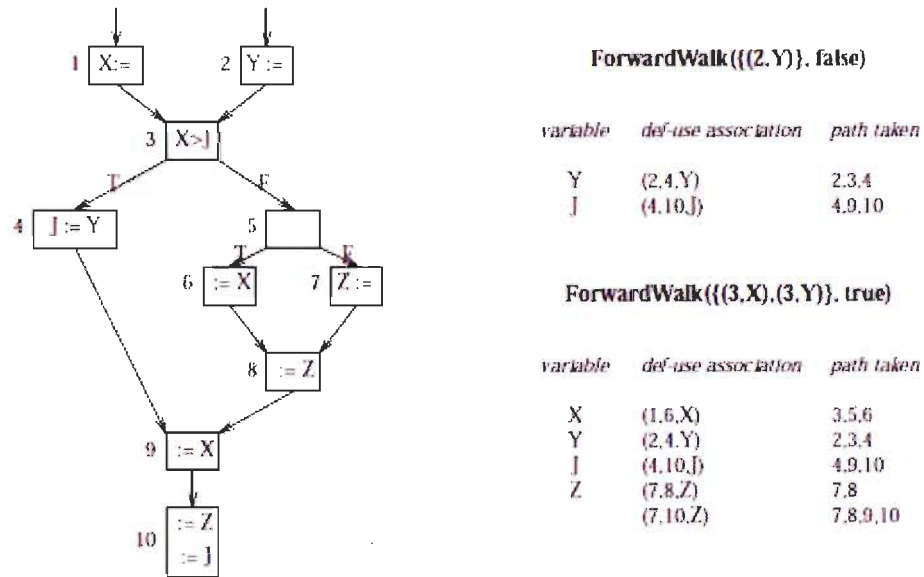 1 X:=
2 Y :=
3 X>J
T F
4 J := Y
5
T F
6 := X
7 Z :=
8 := Z
9 := X
10 := Z
:= J
ForwardWalk({(2,Y)}, false)
variable def-use association path taken
Y (2,4,Y) 2,3,4
J (4,10,J) 4,9,10
ForwardWalk({(3,X),(3,Y)}, true)
variable def-use association path taken
X (1,6,X) 3,5,6
Y (2,4,Y) 2,3,4
J (4,10,J) 4,9,10
Z (7,8,Z) 7,8
(7,10,Z) 7,8,9,10